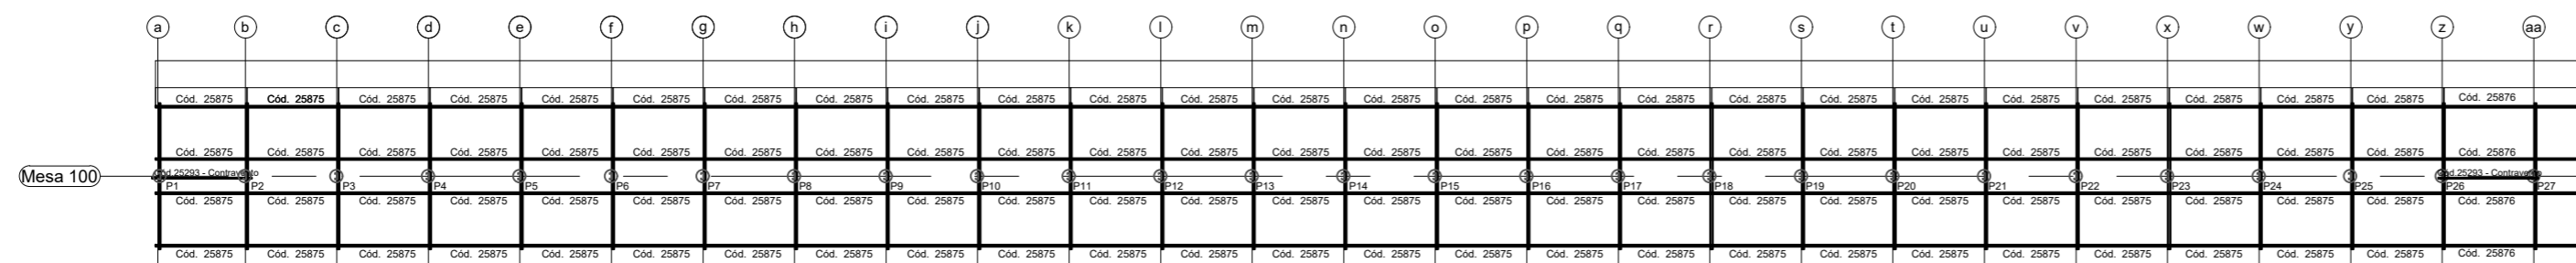 a b c d e f g h i j k l m n o p q r s t u v x w y z aa
Cód. 25875 Cód. 25875 Cód. 25875 Cód. 25875 Cód. 25875 Cód. 25875 Cód. 25875 Cód. 25875 Cód. 25875 Cód. 25875 Cód. 25875 Cód. 25875 Cód. 25875 Cód. 25875 Cód. 25875 Cód. 25875 Cód. 25875 Cód. 25875 Cód. 25875 Cód. 25875 Cód. 25875 Cód. 25875 Cód. 25875 Cód. 25875 Cód. 25875 Cód. 25876
Cód. 25875 Cód. 25875 Cód. 25875 Cód. 25875 Cód. 25875 Cód. 25875 Cód. 25875 Cód. 25875 Cód. 25875 Cód. 25875 Cód. 25875 Cód. 25875 Cód. 25875 Cód. 25875 Cód. 25875 Cód. 25875 Cód. 25875 Cód. 25875 Cód. 25875 Cód. 25875 Cód. 25875 Cód. 25875 Cód. 25875 Cód. 25875 Cód. 25875 Cód. 25876
Mesa 100 Cód.25293 - Contravento Cód.25293 - Contravento
P1 P2 P3 P4 P5 P6 P7 P8 P9 P10 P11 P12 P13 P14 P15 P16 P17 P18 P19 P20 P21 P22 P23 P24 P25 P26 P27
Cód. 25875 Cód. 25875 Cód. 25875 Cód. 25875 Cód. 25875 Cód. 25875 Cód. 25875 Cód. 25875 Cód. 25875 Cód. 25875 Cód. 25875 Cód. 25875 Cód. 25875 Cód. 25875 Cód. 25875 Cód. 25875 Cód. 25875 Cód. 25875 Cód. 25875 Cód. 25875 Cód. 25875 Cód. 25875 Cód. 25875 Cód. 25875 Cód. 25875 Cód. 25876
Cód. 25875 Cód. 25875 Cód. 25875 Cód. 25875 Cód. 25875 Cód. 25875 Cód. 25875 Cód. 25875 Cód. 25875 Cód. 25875 Cód. 25875 Cód. 25875 Cód. 25875 Cód. 25875 Cód. 25875 Cód. 25875 Cód. 25875 Cód. 25875 Cód. 25875 Cód. 25875 Cód. 25875 Cód. 25875 Cód. 25875 Cód. 25875 Cód. 25875 Cód. 25876